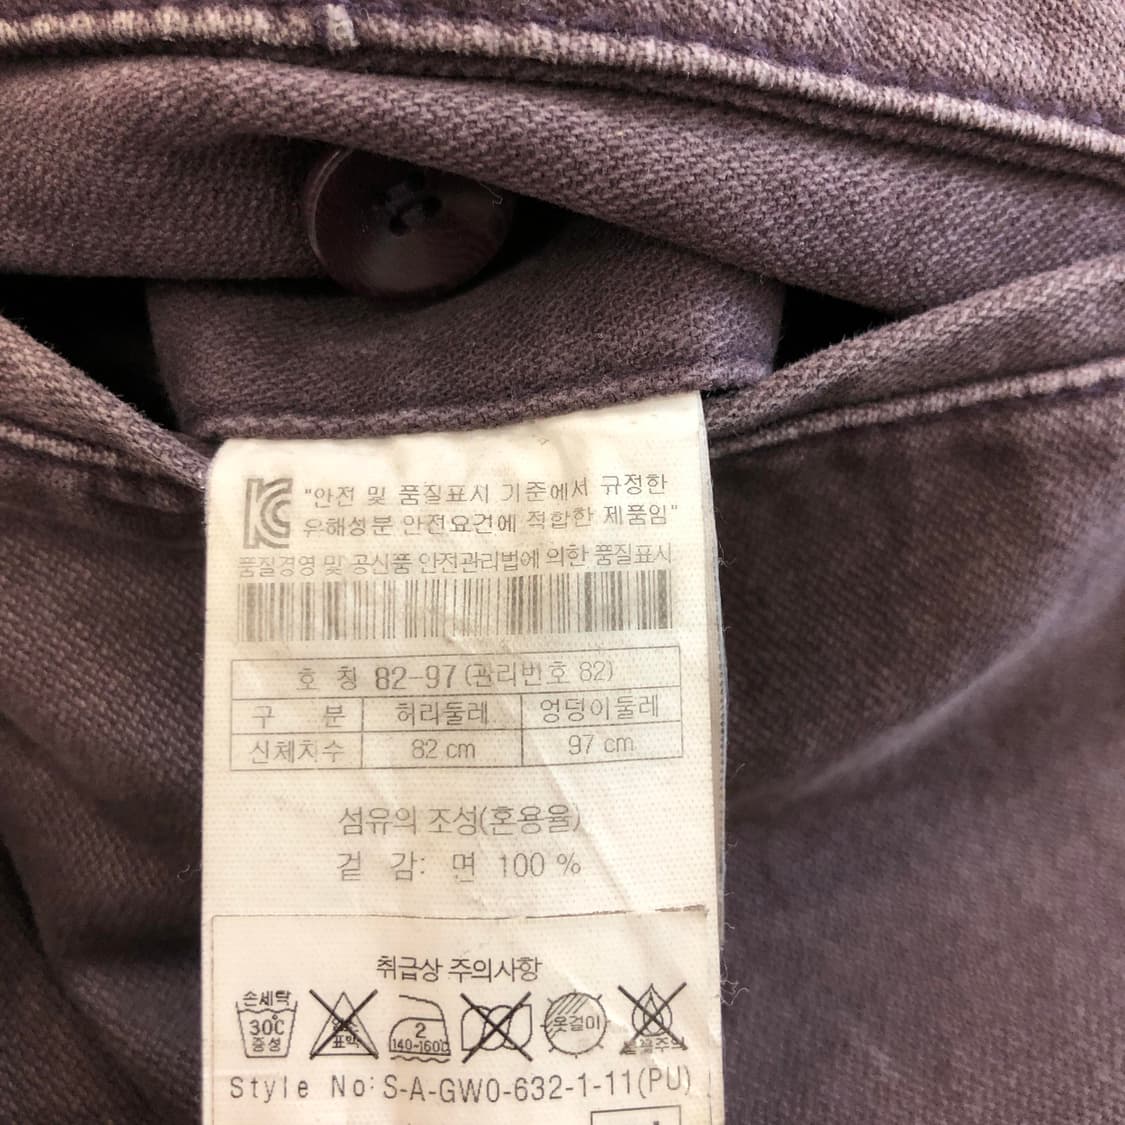 KC "안전 및 품질표시 기준에서 규정한
유해성분 안전요건에 적합한 제품임"
품질경영 및 공산품 안전관리법에 의한 품질표시
호 칭 82-97 (관리번호 82)
구 분 허리둘레 엉덩이둘레
신체치수 82 cm 97 cm
섬유의 조성(혼용율)
겉 감: 면 100 %
취급상 주의사항
손세탁
30℃ 표백 2 옷걸이
중성 140~160℃
Style No: S-A-GW0-632-1-11(PU)